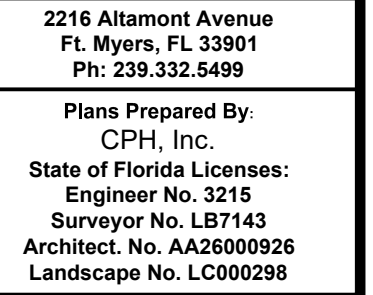 2216 Altamont Avenue
Ft. Myers, FL 33901
Ph: 239.332.5499
Plans Prepared By:
CPH, Inc.
State of Florida Licenses:
Engineer No. 3215
Surveyor No. LB7143
Architect. No. AA26000926
Landscape No. LC000298